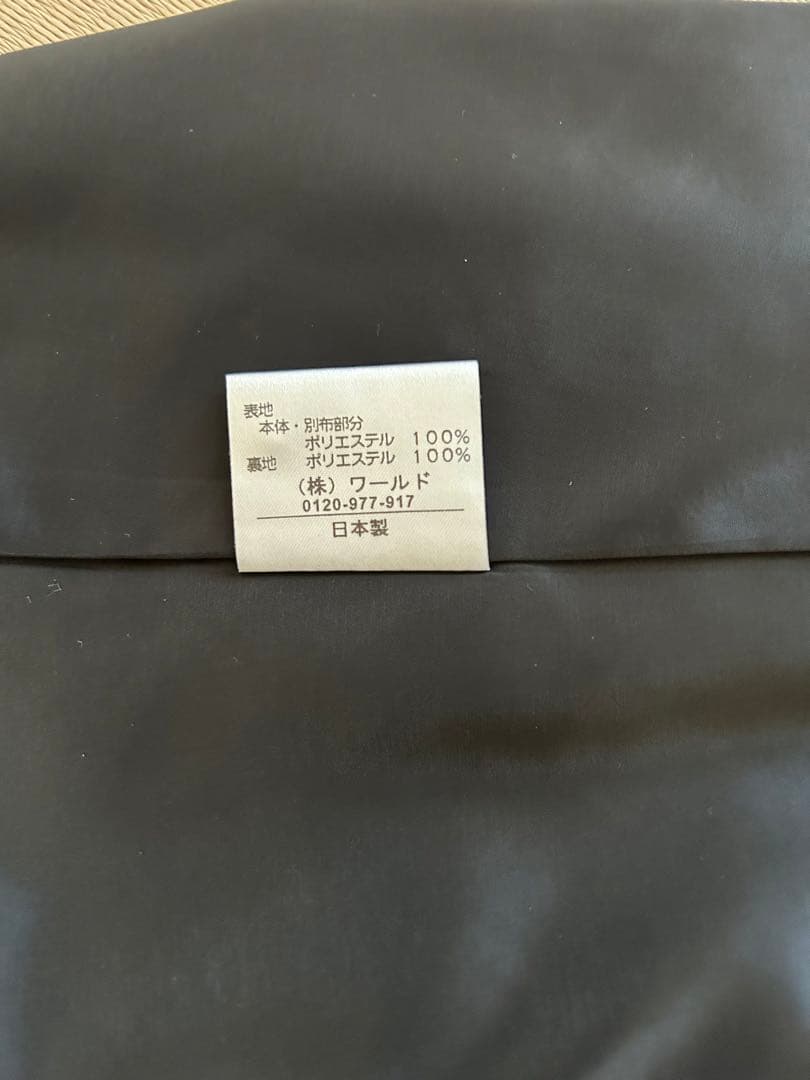 表地
本体・別布部分
ポリエステル 100%
裏地 ポリエステル 100%
(株) ワールド
0120-977-917
日本製